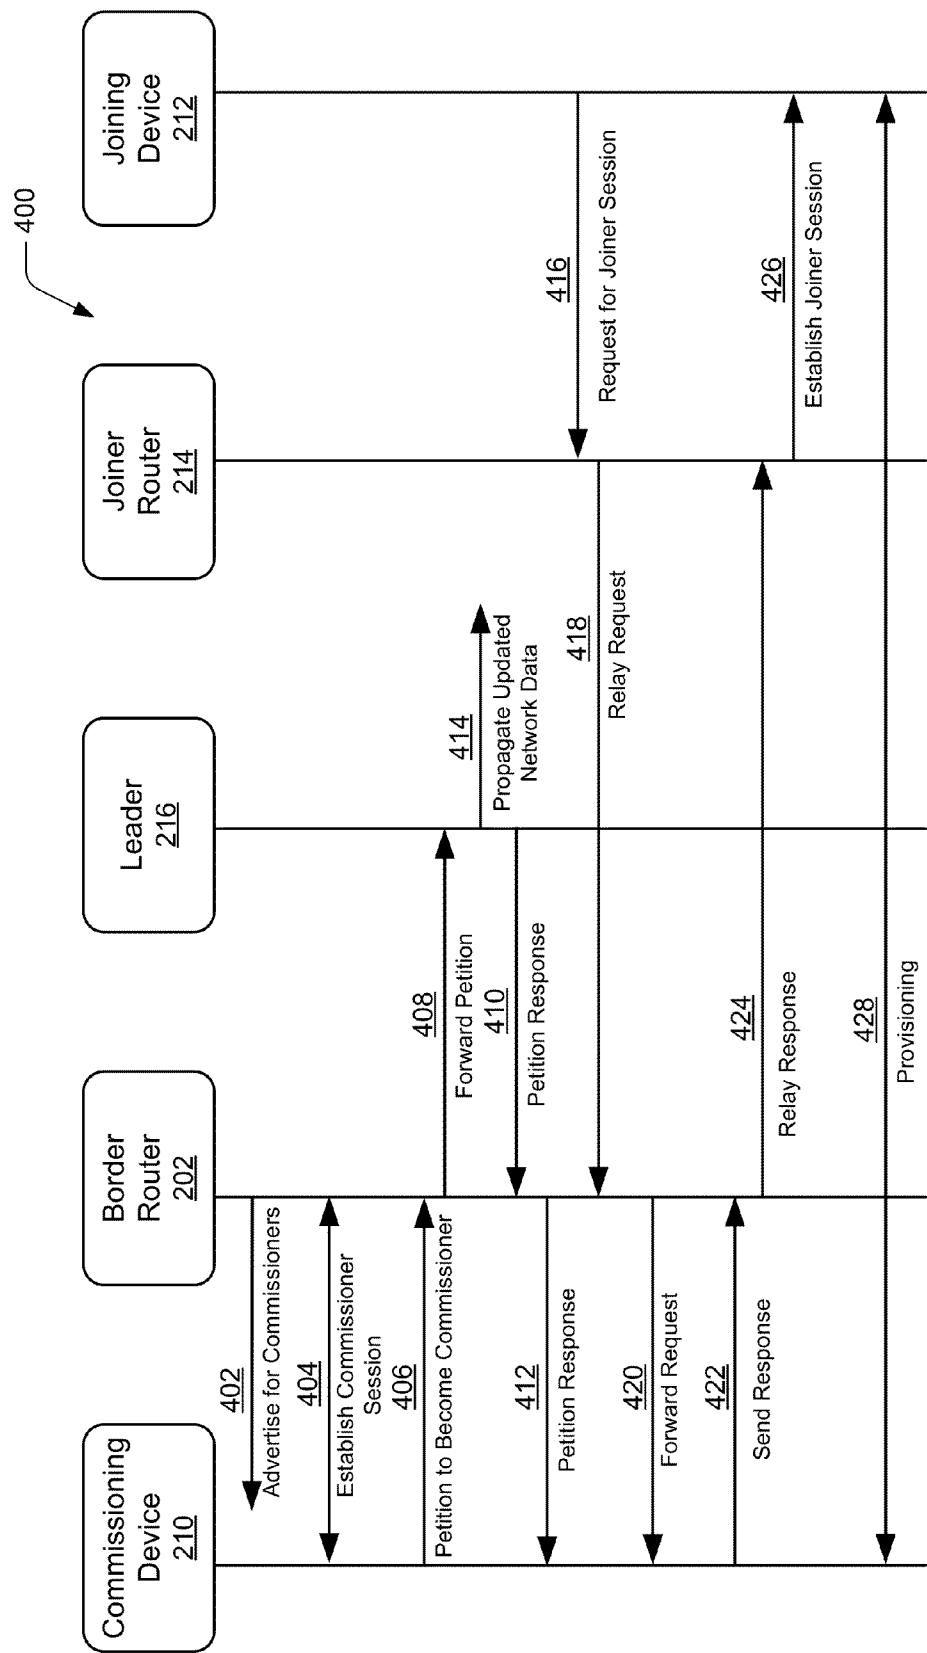 400
Commissioning
Device
210
Border
Router
202
Leader
216
Joiner
Router
214
Joining
Device
212
402
Advertise for Commissioners
404
Establish Commissioner
Session
406
Petition to Become Commissioner
408
Forward Petition
414
Propagate Updated
Network Data
410
Petition Response
412
Petition Response
416
Request for Joiner Session
418
Relay Request
420
Forward Request
422
Send Response
424
Relay Response
426
Establish Joiner Session
428
Provisioning